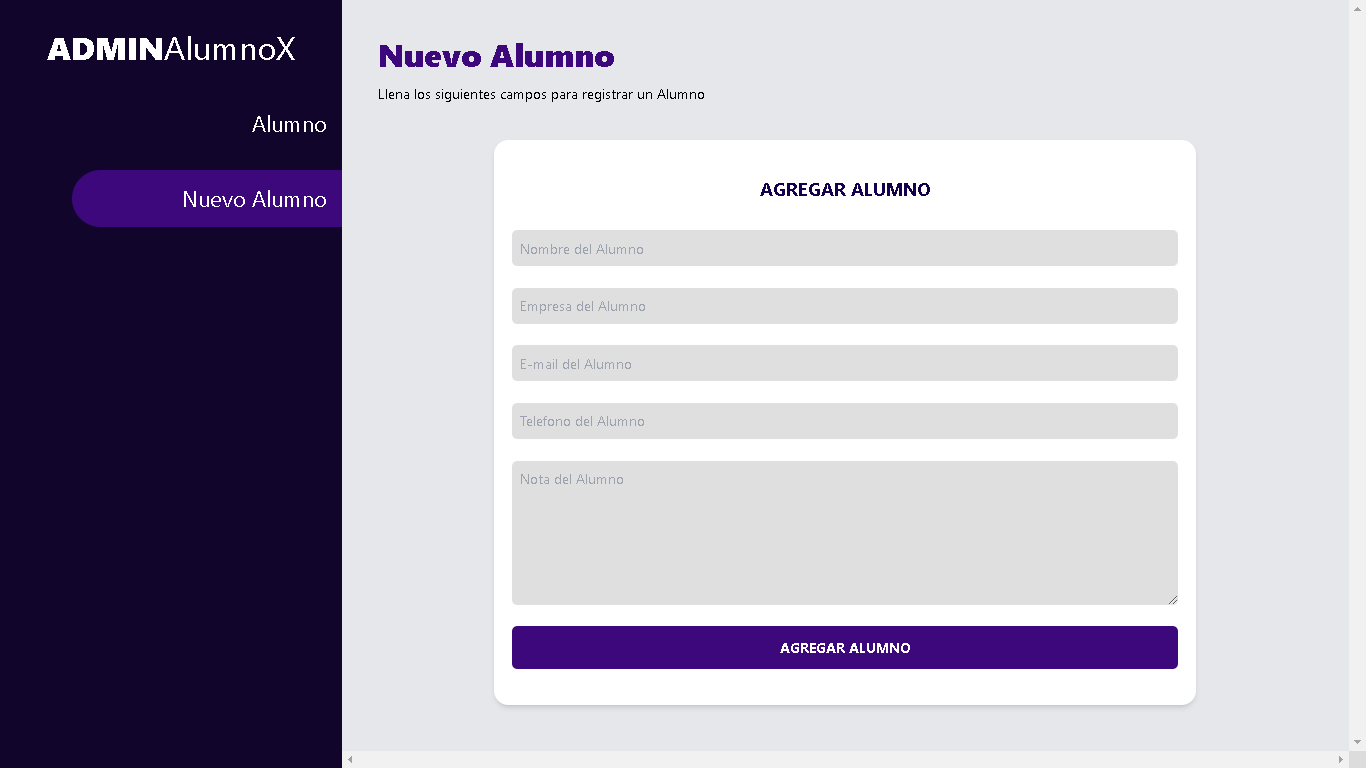 ADMINAlumnoX
Alumno
Nuevo Alumno
Nuevo Alumno
Llena los siguientes campos para registrar un Alumno
AGREGAR ALUMNO
Nombre del Alumno
Empresa del Alumno
E-mail del Alumno
Telefono del Alumno
Nota del Alumno
AGREGAR ALUMNO